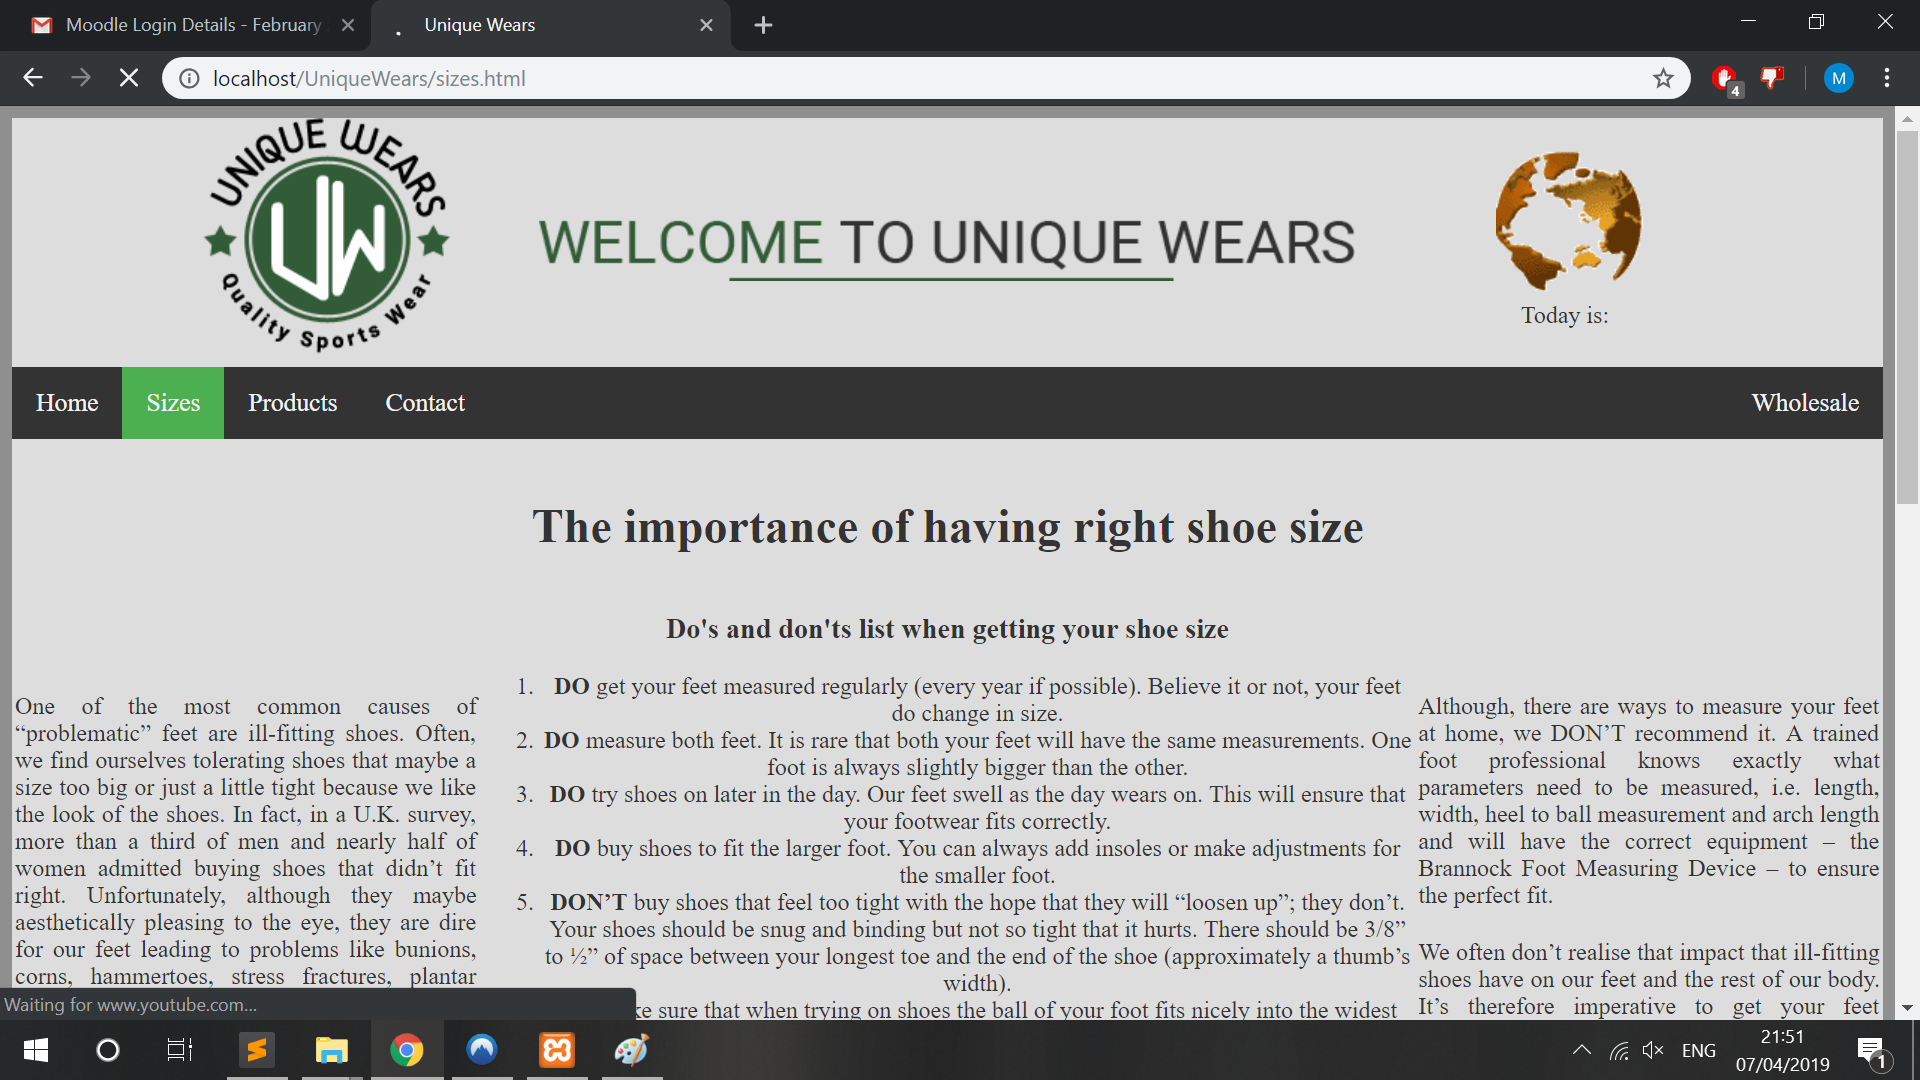 Moodle Login Details - February
Unique Wears
localhost/UniqueWears/sizes.html
4
M
UNIQUE WEARS
UW
Quality Sports Wear
WELCOME TO UNIQUE WEARS
Today is:
Home
Sizes
Products
Contact
Wholesale
The importance of having right shoe size
One of the most common causes of
“problematic” feet are ill-fitting shoes. Often,
we find ourselves tolerating shoes that maybe a
size too big or just a little tight because we like
the look of the shoes. In fact, in a U.K. survey,
more than a third of men and nearly half of
women admitted buying shoes that didn’t fit
right. Unfortunately, although they maybe
aesthetically pleasing to the eye, they are dire
for our feet leading to problems like bunions,
corns, hammertoes, stress fractures, plantar
Do's and don'ts list when getting your shoe size
1. DO get your feet measured regularly (every year if possible). Believe it or not, your feet
do change in size.
2. DO measure both feet. It is rare that both your feet will have the same measurements. One
foot is always slightly bigger than the other.
3. DO try shoes on later in the day. Our feet swell as the day wears on. This will ensure that
your footwear fits correctly.
4. DO buy shoes to fit the larger foot. You can always add insoles or make adjustments for
the smaller foot.
5. DON’T buy shoes that feel too tight with the hope that they will “loosen up”; they don’t.
Your shoes should be snug and binding but not so tight that it hurts. There should be 3/8”
to ½” of space between your longest toe and the end of the shoe (approximately a thumb’s
width).
ke sure that when trying on shoes the ball of your foot fits nicely into the widest
Although, there are ways to measure your feet
at home, we DON’T recommend it. A trained
foot professional knows exactly what
parameters need to be measured, i.e. length,
width, heel to ball measurement and arch length
and will have the correct equipment – the
Brannock Foot Measuring Device – to ensure
the perfect fit.
We often don’t realise that impact that ill-fitting
shoes have on our feet and the rest of our body.
It’s therefore imperative to get your feet
Waiting for www.youtube.com...
ENG
21:51
07/04/2019
1